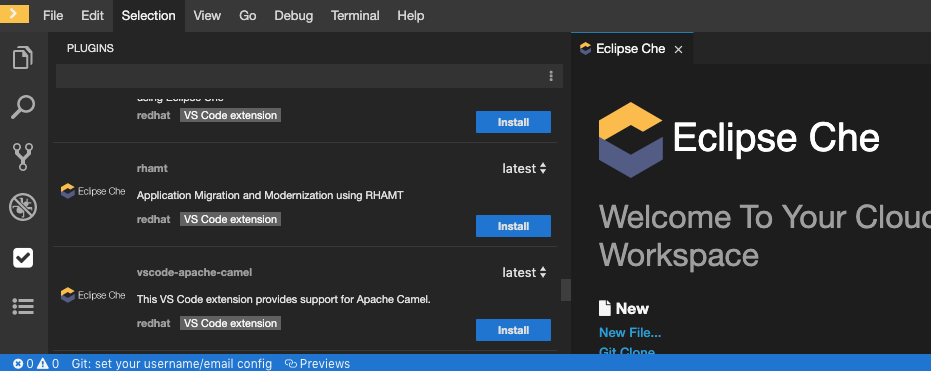 File Edit Selection View Go Debug Terminal Help
PLUGINS
Eclipse Che
using Eclipse Che
redhat VS Code extension
Install
rhamt
latest
Eclipse Che
Application Migration and Modernization using RHAMT
redhat VS Code extension
Install
vscode-apache-camel
latest
Eclipse Che
This VS Code extension provides support for Apache Camel.
redhat VS Code extension
Install
Eclipse Che
Welcome To Your Cloud
Workspace
New
New File...
Git Clone
0 0 Git: set your username/email config Previews